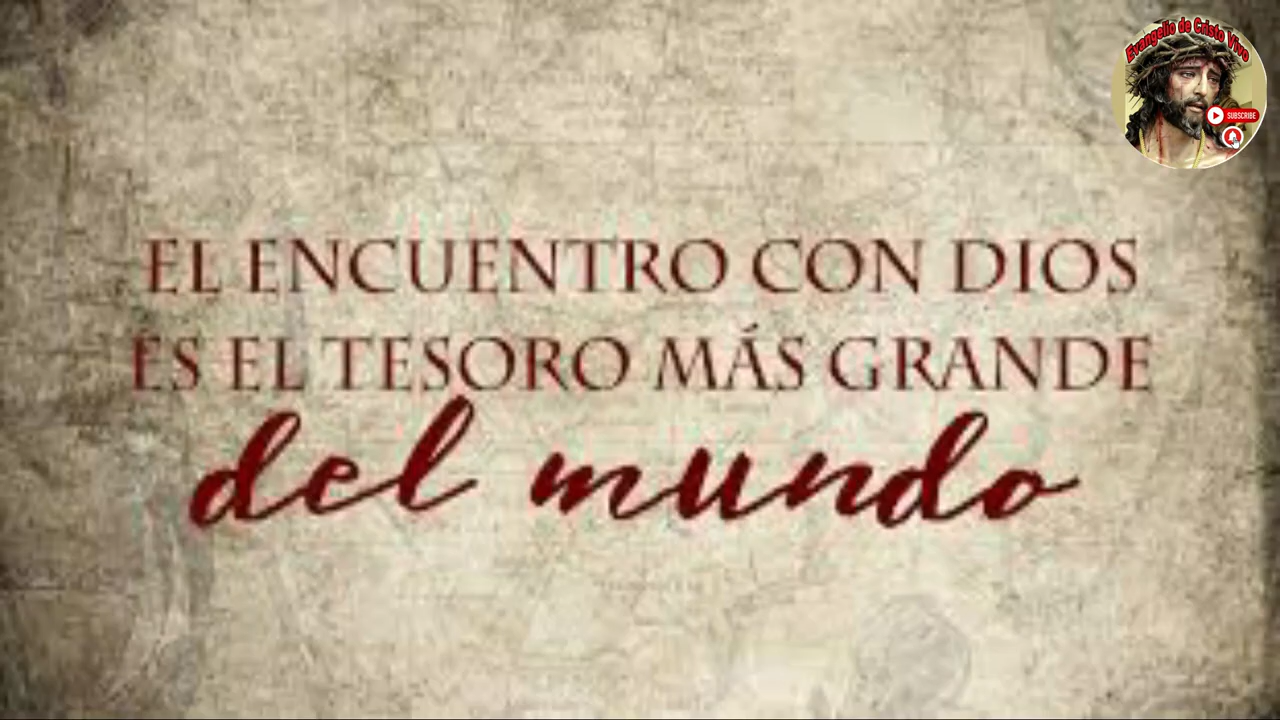 Evangelio de Cristo Vivo
SUBSCRIBE
EL ENCUENTRO CON DIOS
ES EL TESORO MÁS GRANDE
del mundo